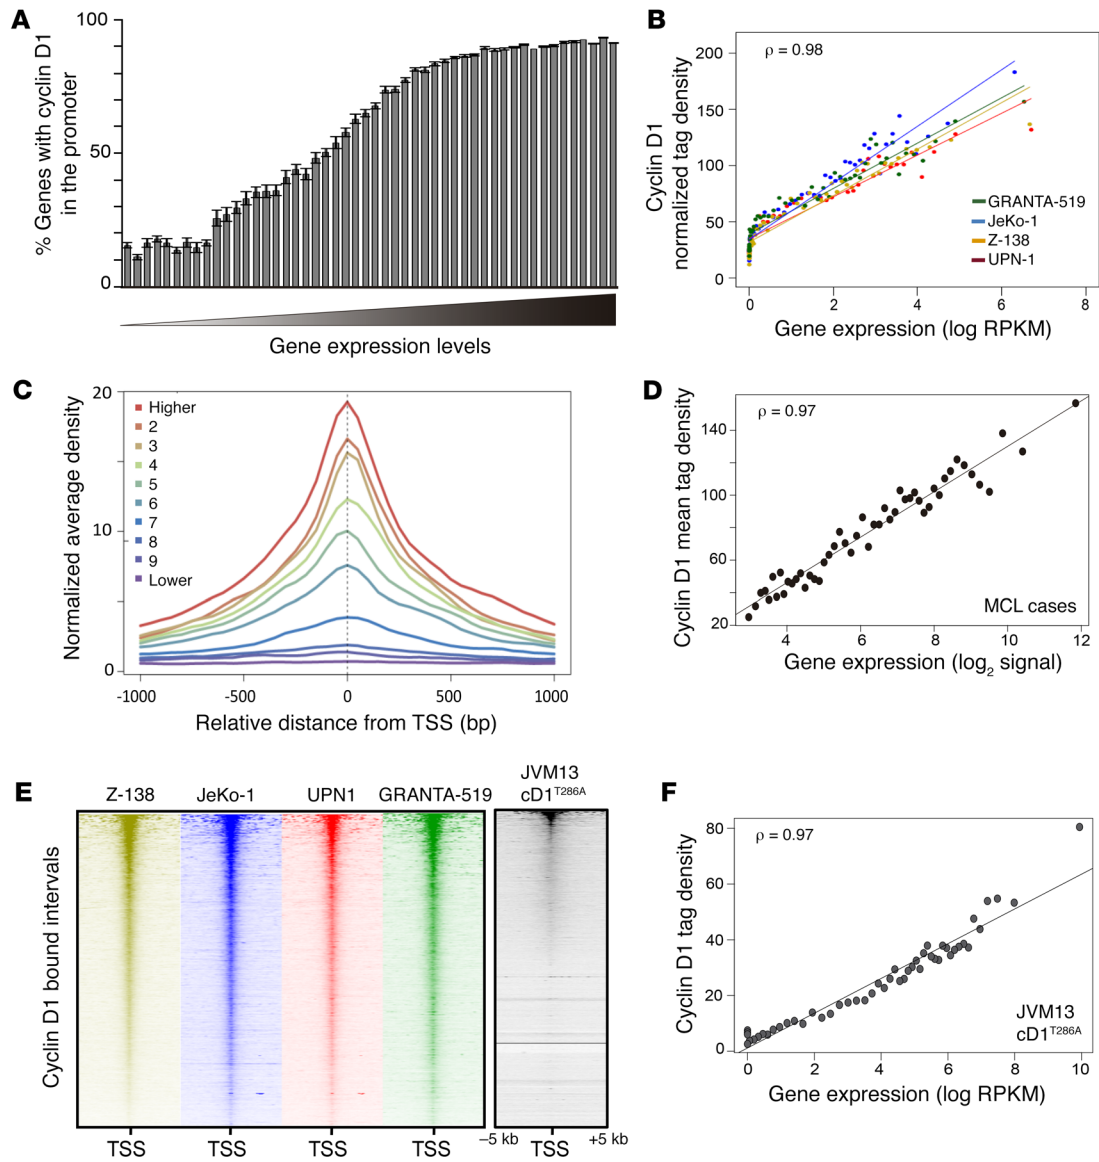 A
% Genes with cyclin D1
in the promoter
100
50
0
Gene expression levels
B
Cyclin D1
normalized tag density
ρ = 0.98
200
150
100
50
0
GRANTA-519
JeKo-1
Z-138
UPN-1
0 2 4 6 8
Gene expression (log RPKM)
C
Normalized average density
20
10
0
Higher
2
3
4
5
6
7
8
9
Lower
-1000 -500 0 500 1000
Relative distance from TSS (bp)
D
Cyclin D1 mean tag density
ρ = 0.97
140
100
60
20
MCL cases
4 6 8 10 12
Gene expression (log2 signal)
E
Cyclin D1 bound intervals
Z-138 JeKo-1 UPN1 GRANTA-519
JVM13
cD1T286A
TSS TSS TSS TSS
–5 kb TSS +5 kb
F
Cyclin D1 tag density
ρ = 0.97
80
60
40
20
0
JVM13
cD1T286A
0 2 4 6 8 10
Gene expression (log RPKM)